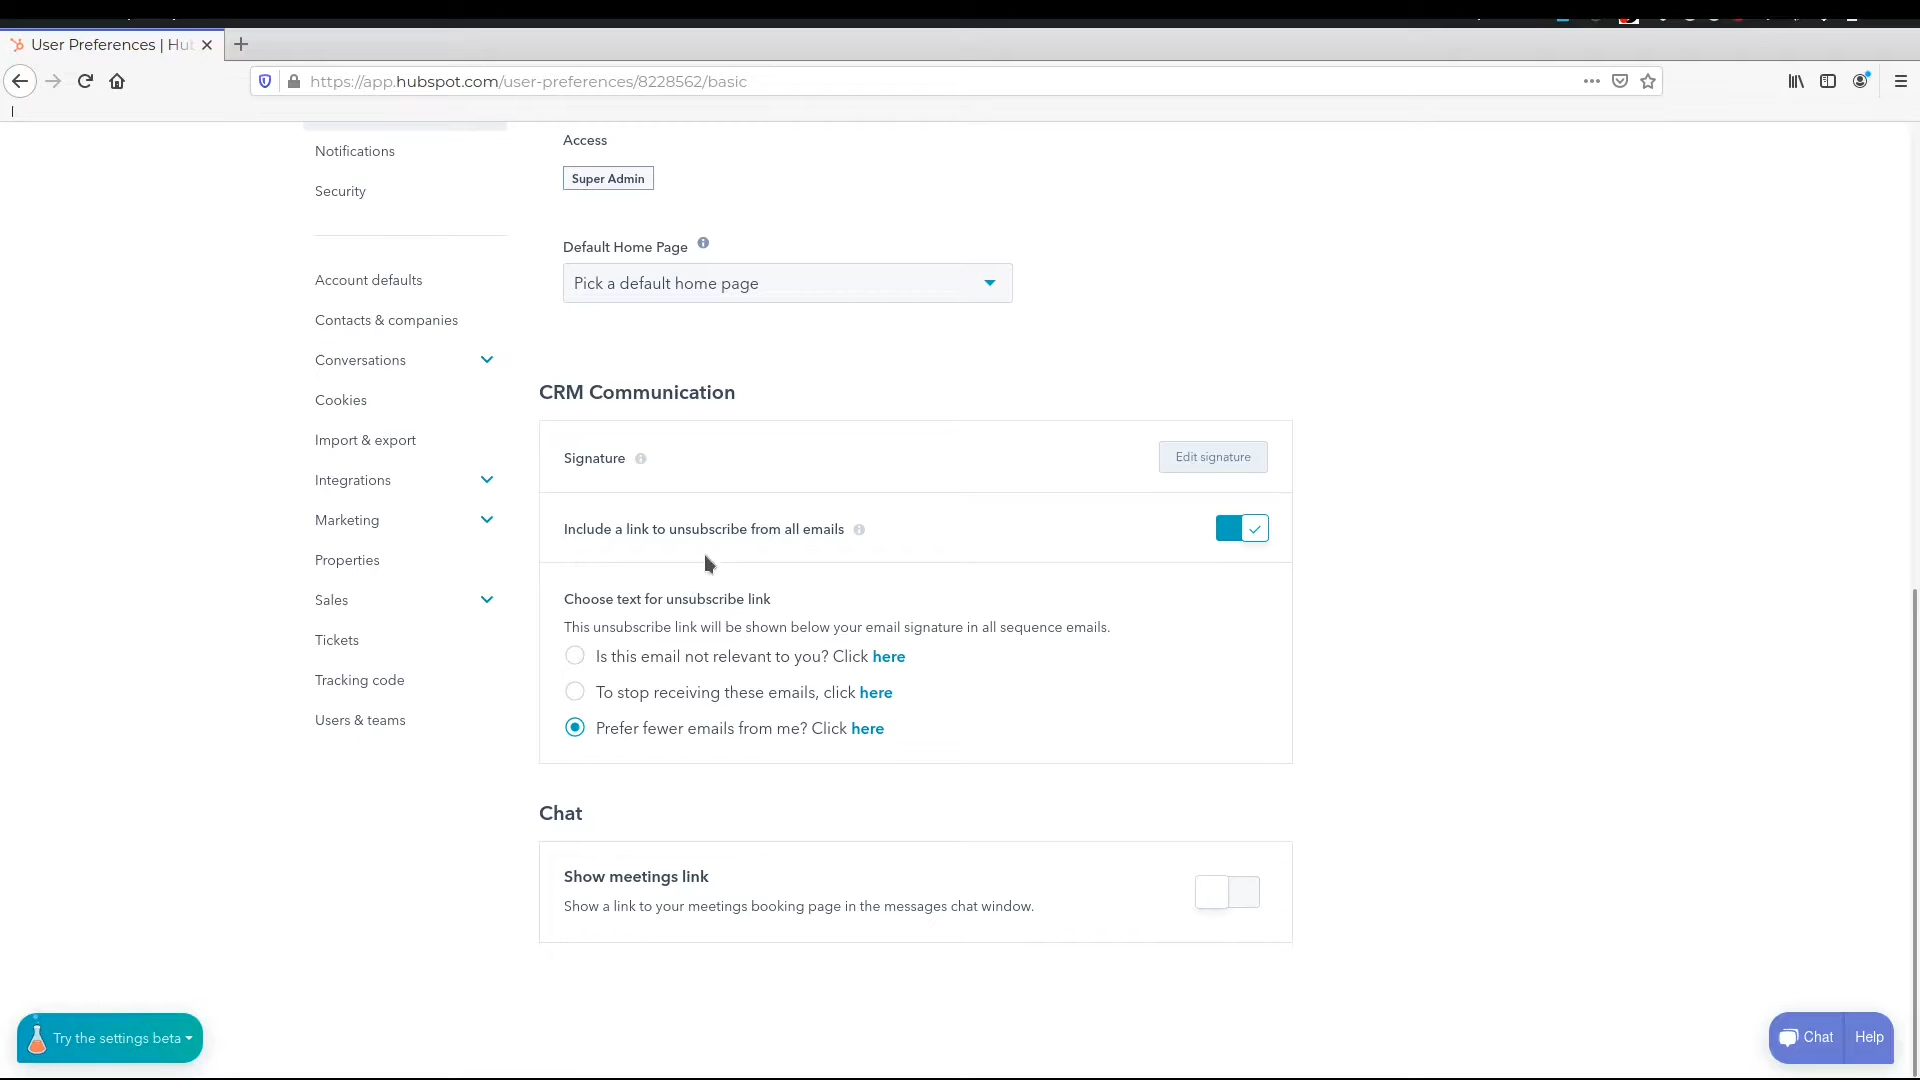 User Preferences | Hu
https://app.hubspot.com/user-preferences/8228562/basic
Access
Notifications
Super Admin
Security
Default Home Page
Pick a default home page
Account defaults
Contacts & companies
Conversations
Cookies
Import & export
Integrations
Marketing
Properties
Sales
Tickets
Tracking code
Users & teams
CRM Communication
Signature
Edit signature
Include a link to unsubscribe from all emails
Choose text for unsubscribe link
This unsubscribe link will be shown below your email signature in all sequence emails.
Is this email not relevant to you? Click here
To stop receiving these emails, click here
Prefer fewer emails from me? Click here
Chat
Show meetings link
Show a link to your meetings booking page in the messages chat window.
Try the settings beta
Chat
Help